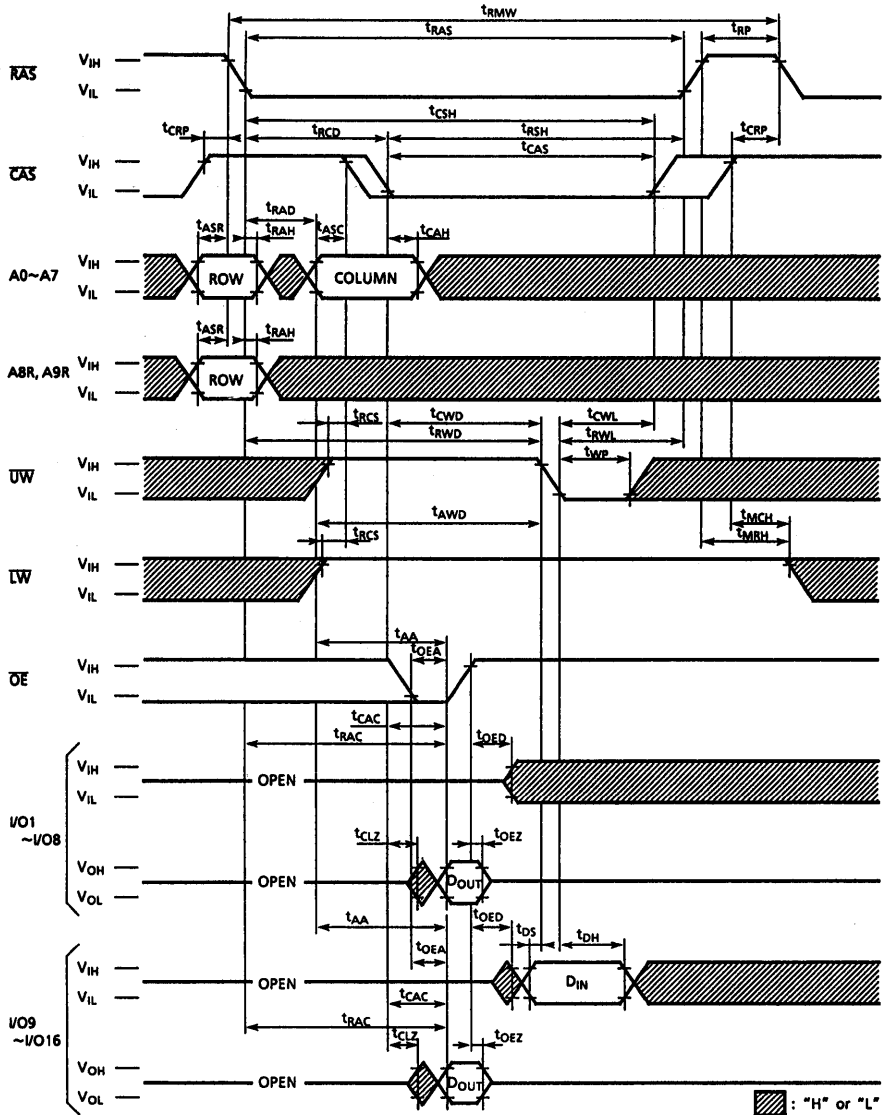 tRMW
tRAS tRP
RAS VIH
VIL
tCSH
tCRP tRCD tRSH tCRP
tCAS
CAS VIH
VIL
tRAD
tASR tRAH tASC tCAH
A0~A7 VIH
ROW COLUMN
VIL
tASR tRAH
A8R, A9R VIH
ROW
VIL
tRCS tCWD tCWL
tRWD tRWL
tWP
UW VIH
VIL
tAWD tMCH
tRCS tMRH
LW VIH
VIL
tAA
tOEA
OE VIH
VIL
tCAC
tRAC tOED
I/O1
~I/O8
VIH
OPEN
VIL
tCLZ tOEZ
VOH
OPEN DOUT
VOL
tAA tOED tDS tDH
tOEA
I/O9
~I/O16
VIH
OPEN DIN
VIL
tCAC
tRAC
tCLZ tOEZ
VOH
OPEN DOUT
VOL
: "H" or "L"